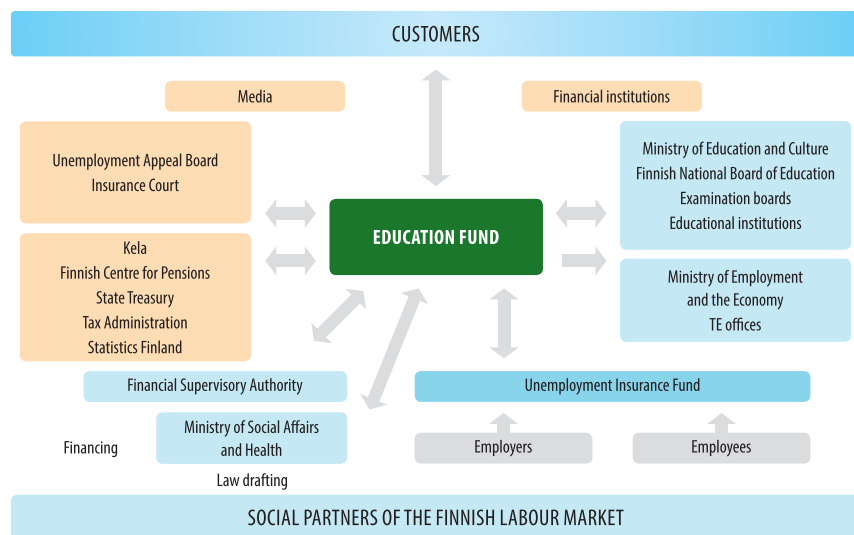 CUSTOMERS
Media
Financial institutions
Unemployment Appeal Board
Insurance Court
Ministry of Education and Culture
Finnish National Board of Education
Examination boards
Educational institutions
EDUCATION FUND
Kela
Finnish Centre for Pensions
State Treasury
Tax Administration
Statistics Finland
Ministry of Employment
and the Economy
TE offices
Financial Supervisory Authority
Unemployment Insurance Fund
Financing
Ministry of Social Affairs
and Health
Employers
Employees
Law drafting
SOCIAL PARTNERS OF THE FINNISH LABOUR MARKET